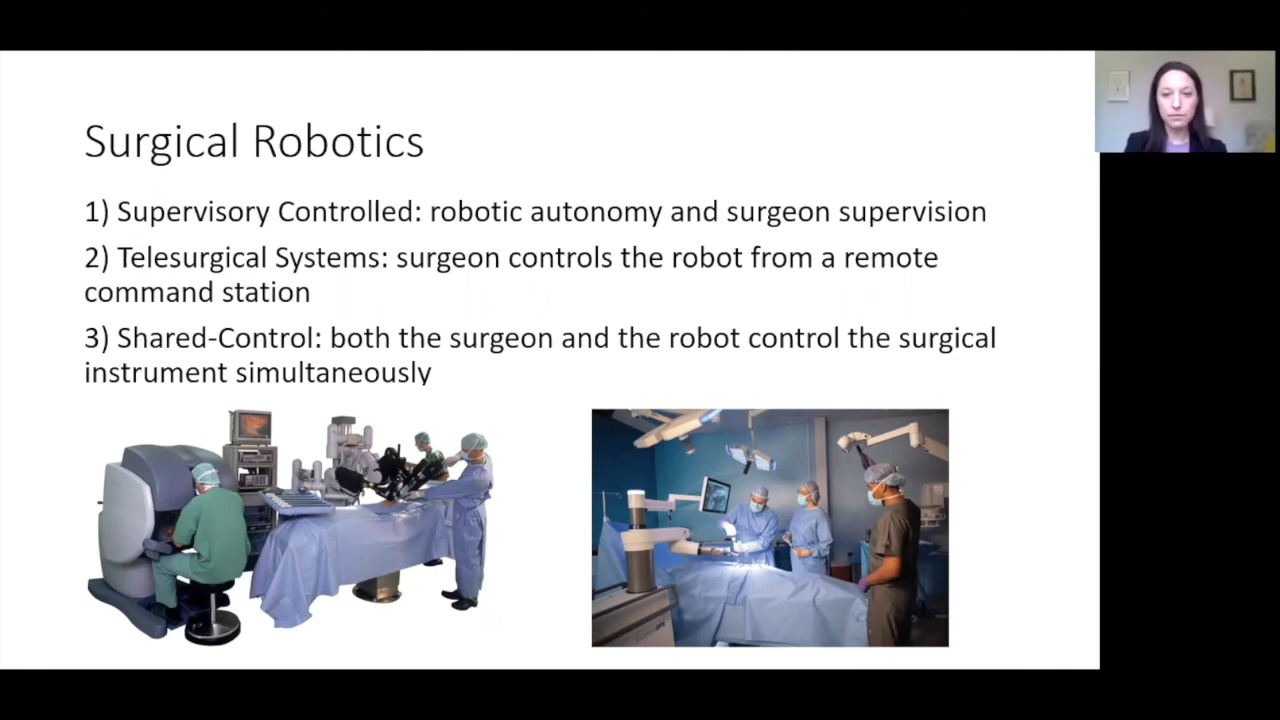 Surgical Robotics
1) Supervisory Controlled: robotic autonomy and surgeon supervision
2) Telesurgical Systems: surgeon controls the robot from a remote
command station
3) Shared-Control: both the surgeon and the robot control the surgical
instrument simultaneously